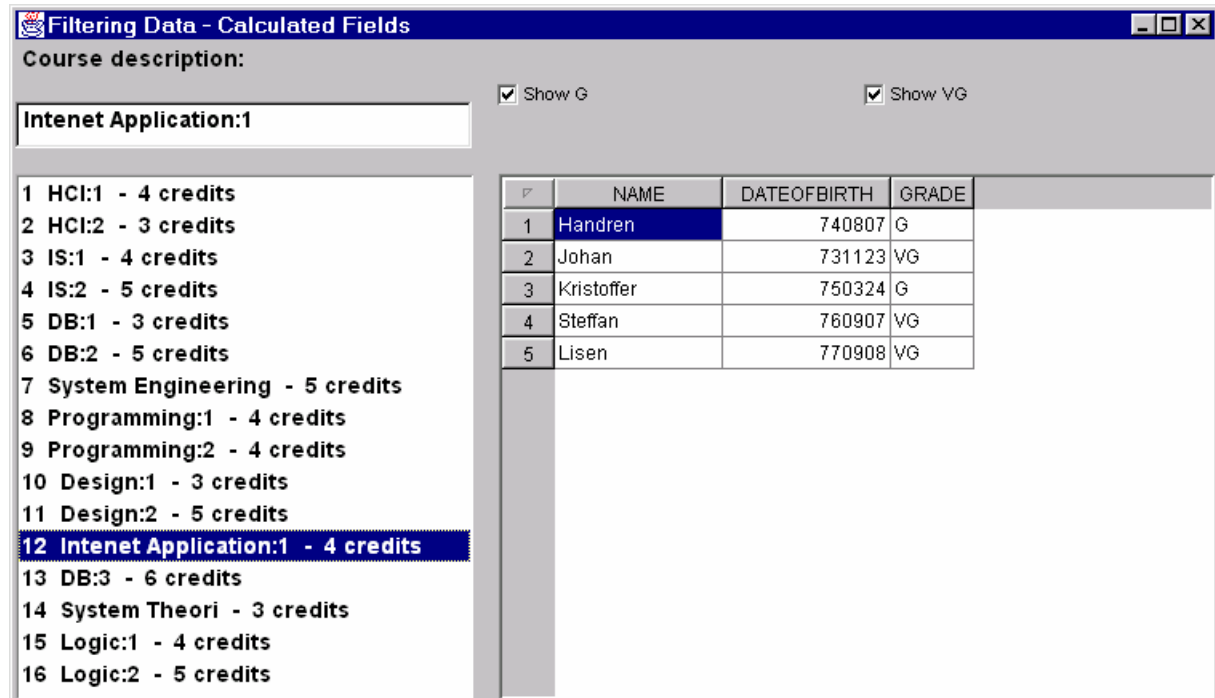 Filtering Data - Calculated Fields
Course description:
Show G
Show VG
Intenet Application:1
1 HCI:1 - 4 credits
2 HCI:2 - 3 credits
3 IS:1 - 4 credits
4 IS:2 - 5 credits
5 DB:1 - 3 credits
6 DB:2 - 5 credits
7 System Engineering - 5 credits
8 Programming:1 - 4 credits
9 Programming:2 - 4 credits
10 Design:1 - 3 credits
11 Design:2 - 5 credits
12 Intenet Application:1 - 4 credits
13 DB:3 - 6 credits
14 System Theori - 3 credits
15 Logic:1 - 4 credits
16 Logic:2 - 5 credits
NAME DATEOFBIRTH GRADE
1 Handren 740807 G
2 Johan 731123 VG
3 Kristoffer 750324 G
4 Steffan 760907 VG
5 Lisen 770908 VG